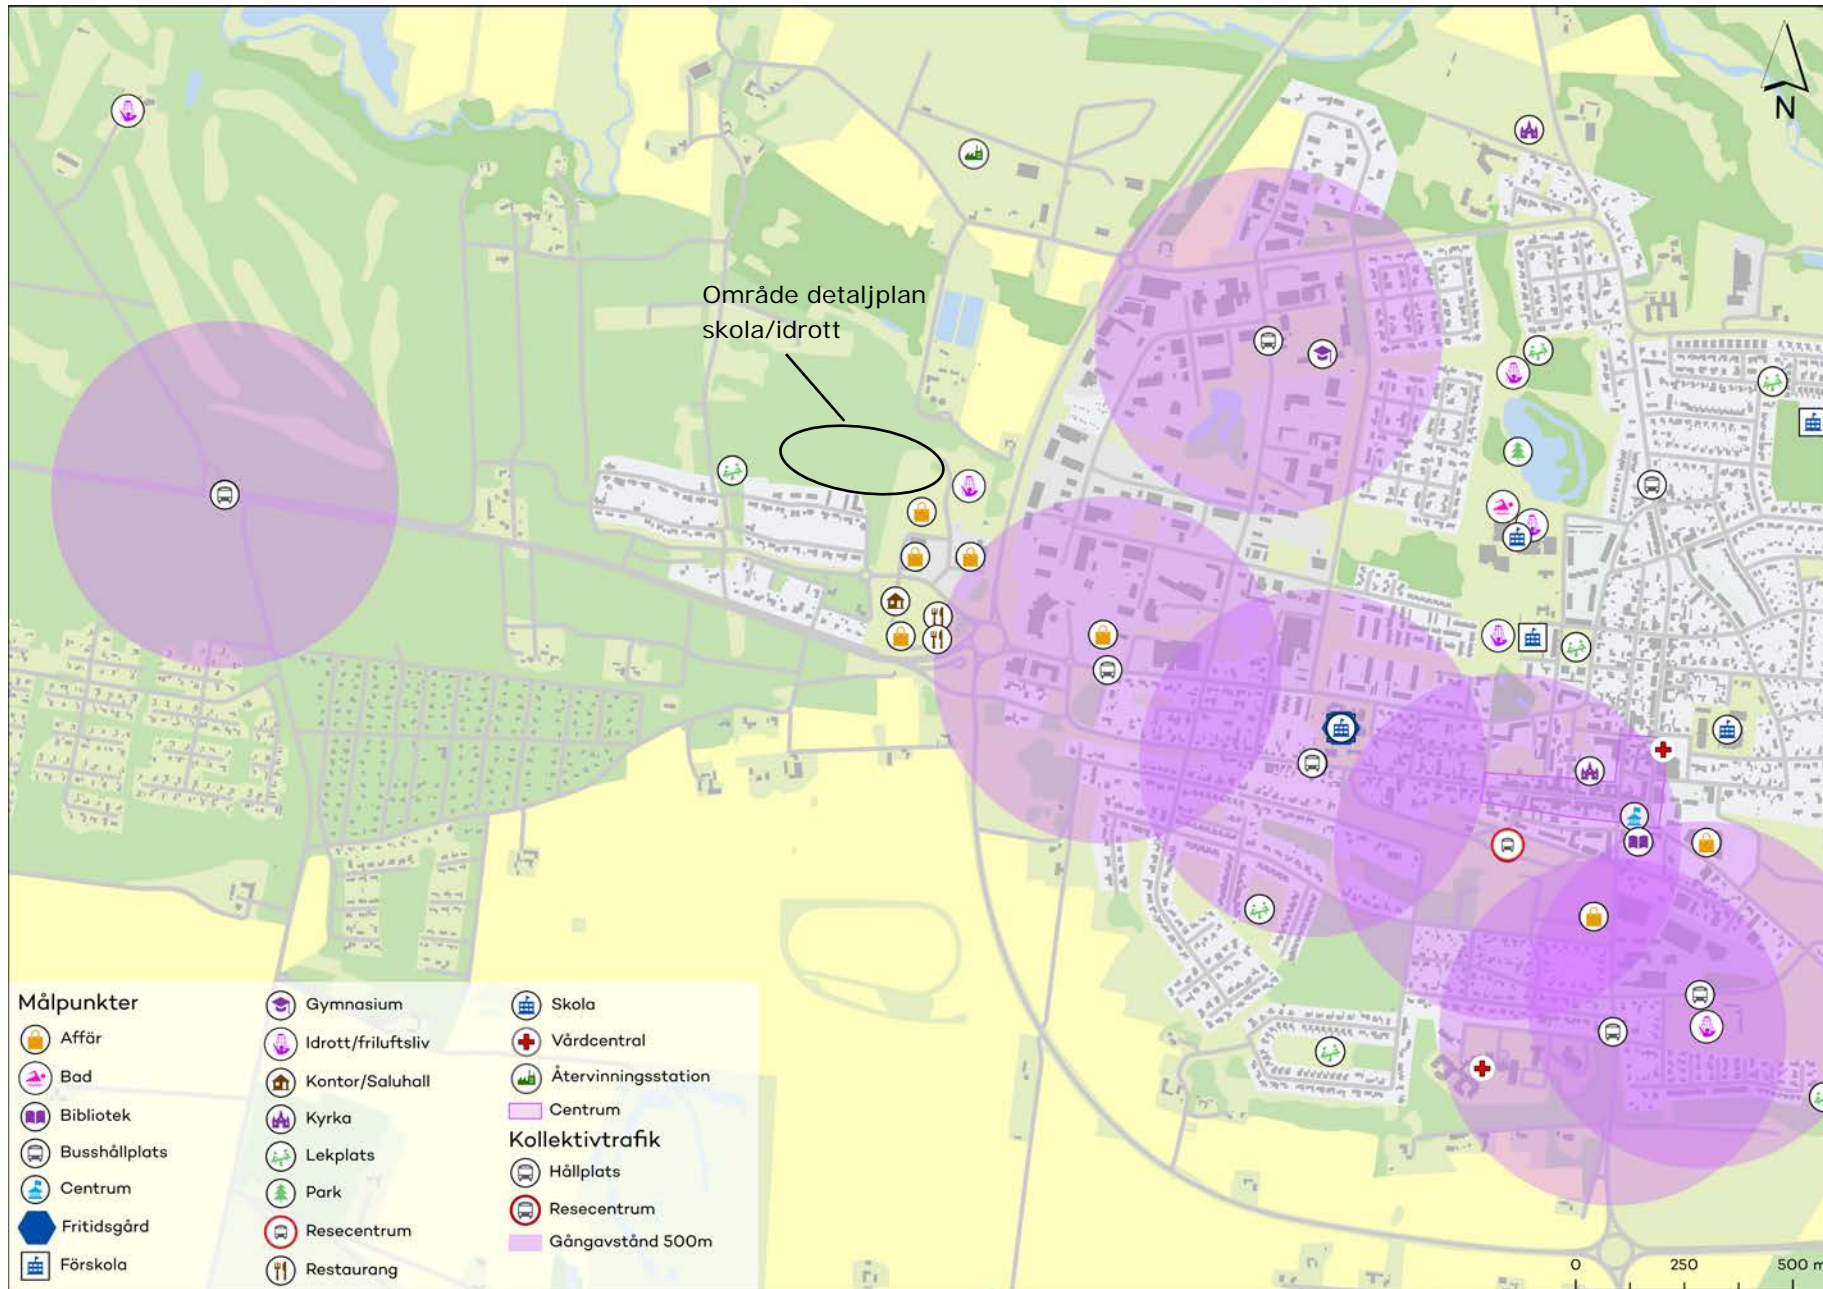 N
Område detaljplan
skola/idrott
Målpunkter
Affär
Bad
Bibliotek
Busshållplats
Centrum
Fritidsgård
Förskola
Gymnasium
Idrott/friluftsliv
Kontor/Saluhall
Kyrka
Lekplats
Park
Resecentrum
Restaurang
Skola
Vårdcentral
Återvinningsstation
Centrum
Kollektivtrafik
Hållplats
Resecentrum
Gångavstånd 500m
0 250 500 m